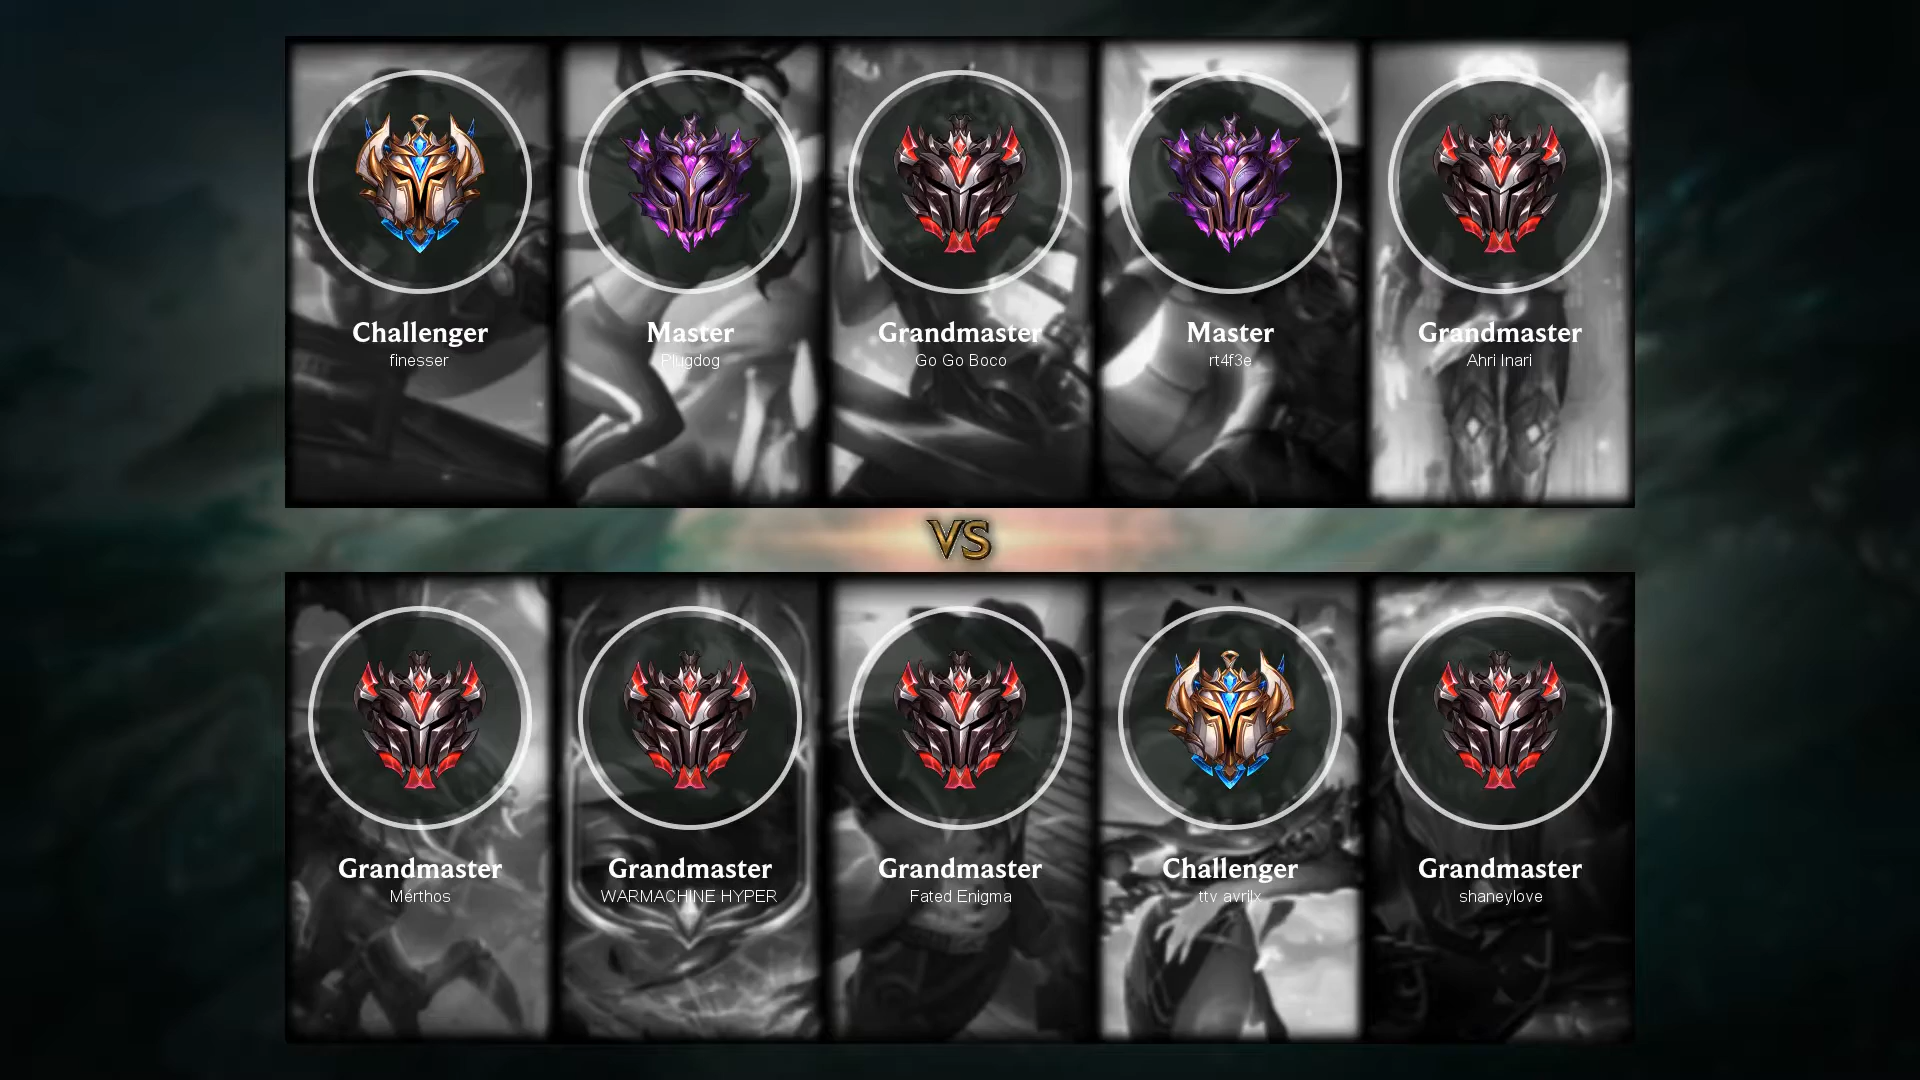 Challenger
finesser
Master
Plugdog
Grandmaster
Go Go Boco
Master
rt4f3e
Grandmaster
Ahri Inari
VS
Grandmaster
Mérthos
Grandmaster
WARMACHINE HYPER
Grandmaster
Fated Enigma
Challenger
ttv avrilx
Grandmaster
shaneylove